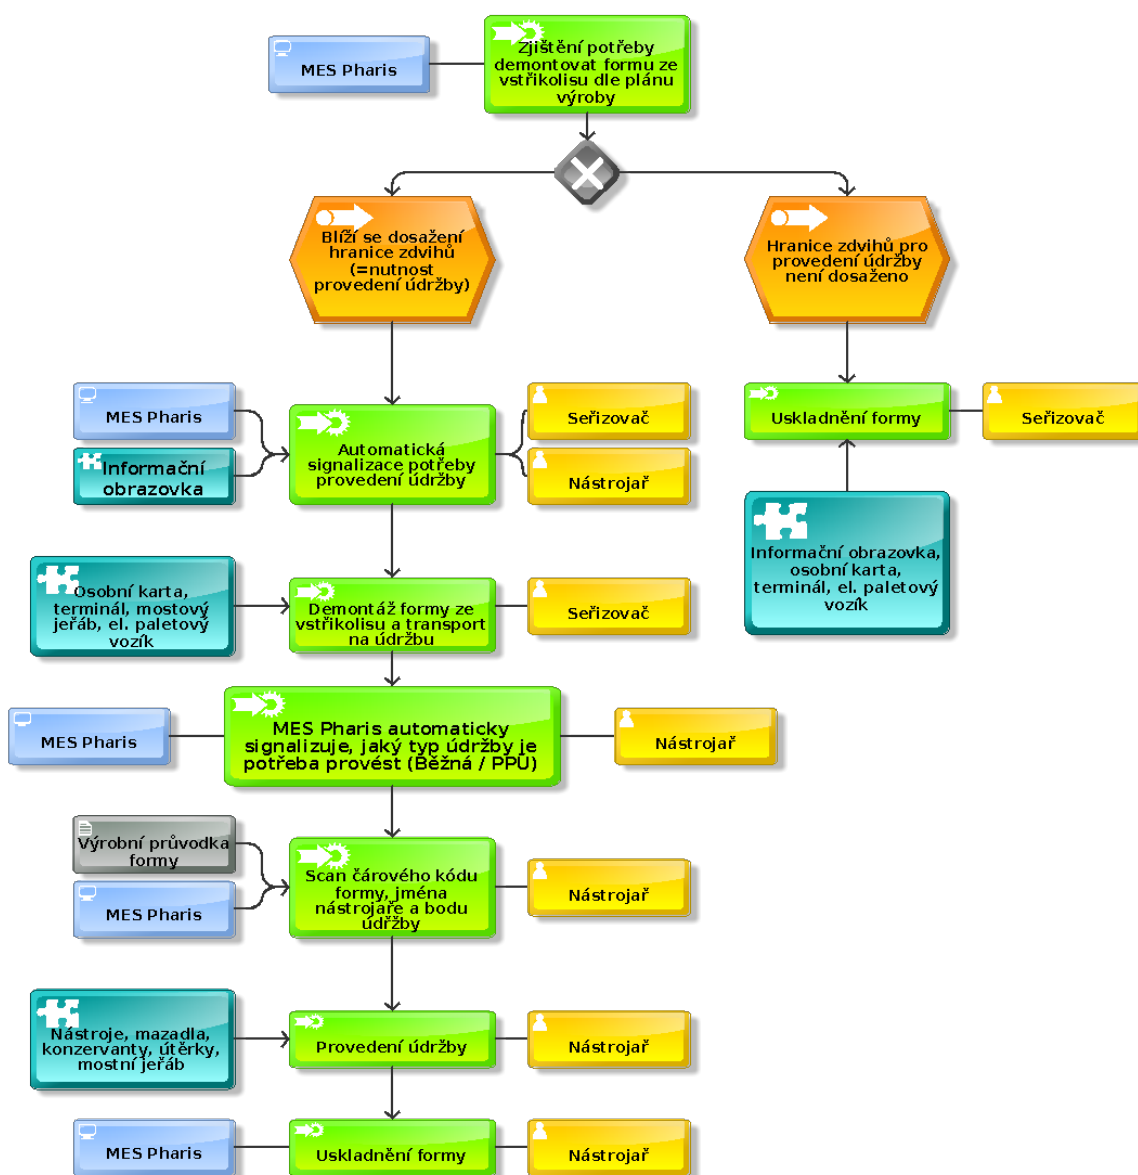 MES Pharis
Zjištění potřeby
demontovat formu ze
vstřikolisu dle plánu
výroby
Blíží se dosažení
hranice zdvihů
(=nutnost
provedení údržby)
Hranice zdvihů pro
provedení údržby
není dosaženo
MES Pharis
Informační
obrazovka
Automatická
signalizace potřeby
provedení údržby
Seřizovač
Nástrojař
Uskladnění formy
Seřizovač
Informační obrazovka,
osobní karta,
terminál, el. paletový
vozík
Osobní karta,
terminál, mostový
jeřáb, el. paletový
vozík
Demontáž formy ze
vstřikolisu a transport
na údržbu
Seřizovač
MES Pharis
MES Pharis automaticky
signalizuje, jaký typ údržby je
potřeba provést (Běžná / PPÚ)
Nástrojař
Výrobní průvodka
formy
MES Pharis
Scan čárového kódu
formy, jména
nástrojaře a bodu
údřžby
Nástrojař
Nástroje, mazadla,
konzervanty, útěrky,
mostní jeřáb
Provedení údržby
Nástrojař
MES Pharis
Uskladnění formy
Nástrojař